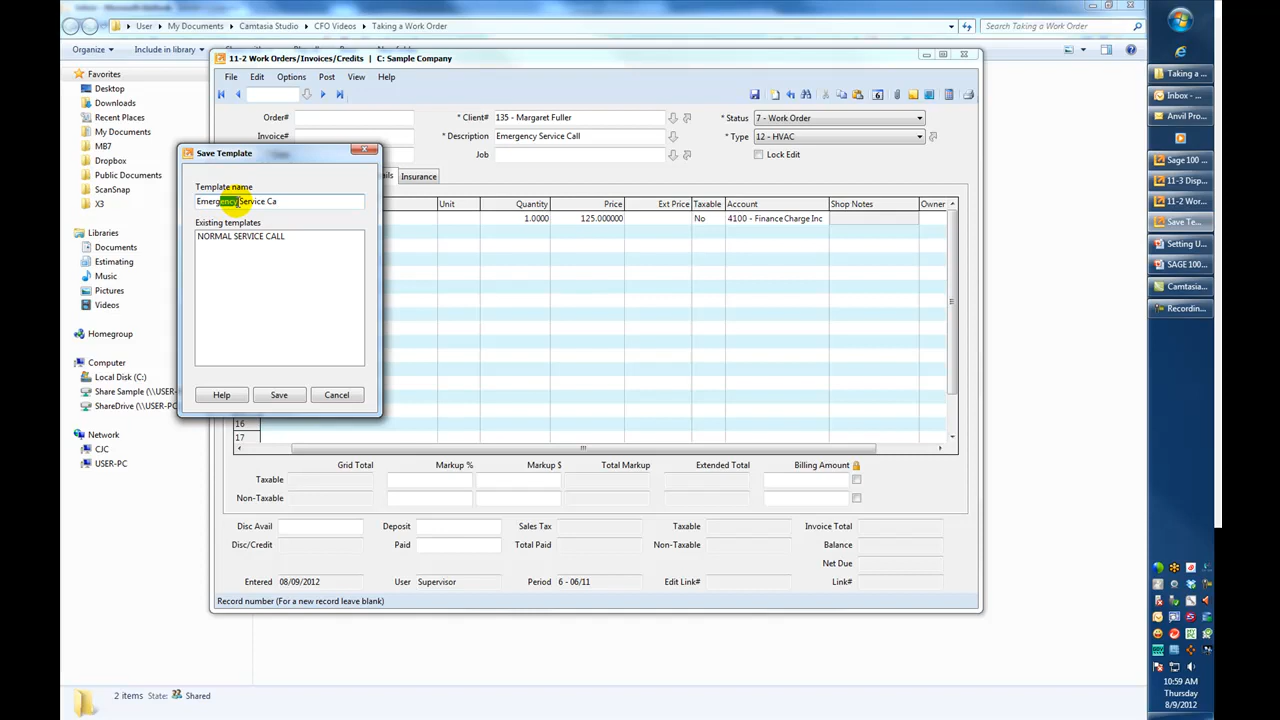 User ▸ My Documents ▸ Camtasia Studio ▸ CFO Videos ▸ Taking a Work Order
Search Taking a Work Order
Organize
Include in library
Favorites
Desktop
Downloads
Recent Places
My Documents
MB7
Dropbox
Public Documents
ScanSnap
X3
Libraries
Documents
Estimating
Music
Pictures
Videos
Homegroup
Computer
Local Disk (C:)
Share Sample (\\USER-
ShareDrive (\\USER-PC
Network
CJC
USER-PC
2 items State: Shared
11-2 Work Orders/Invoices/Credits | C: Sample Company
File Edit Options Post View Help
Order#
Invoice#
* Client# 135 - Margaret Fuller
* Description Emergency Service Call
Job
* Status 7 - Work Order
* Type 12 - HVAC
Lock Edit
ails Insurance
Unit Quantity Price Ext Price Taxable Account Shop Notes Owner
1.0000 125.000000 No 4100 - Finance Charge Inc
16
17
Grid Total Markup % Markup $ Total Markup Extended Total Billing Amount
Taxable
Non-Taxable
Disc Avail Deposit Sales Tax Taxable Invoice Total
Disc/Credit Paid Total Paid Non-Taxable Balance
Net Due
Entered 08/09/2012 User Supervisor Period 6 - 06/11 Edit Link# Link#
Record number (For a new record leave blank)
Save Template
Template name
Emergency Service Ca
Existing templates
NORMAL SERVICE CALL
Help Save Cancel
Taking a ...
Inbox - ...
Anvil Pro...
Sage 100 ...
11-3 Disp...
11-2 Wor...
Save Te...
Setting U...
SAGE 100...
Camtasi...
Recordin...
10:59 AM
Thursday
8/9/2012